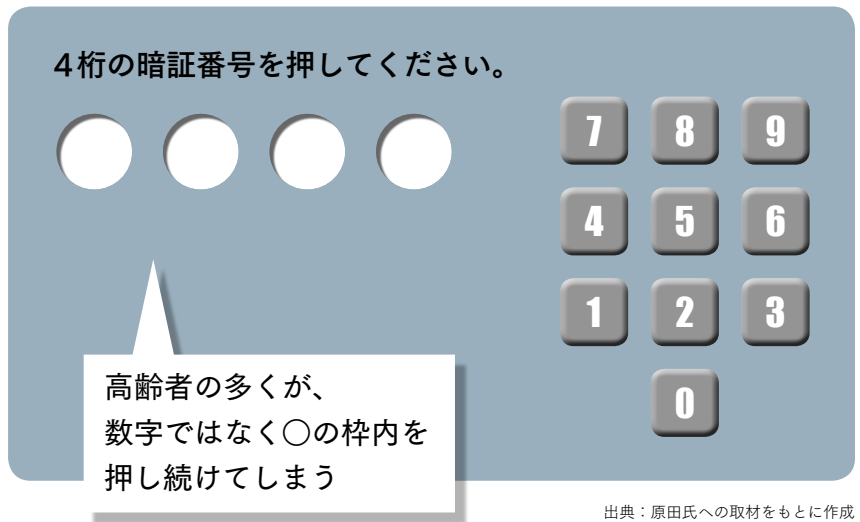 4桁の暗証番号を押してください。
7 8 9
4 5 6
1 2 3
0
高齢者の多くが、
数字ではなく〇の枠内を
押し続けてしまう
出典：原田氏への取材をもとに作成